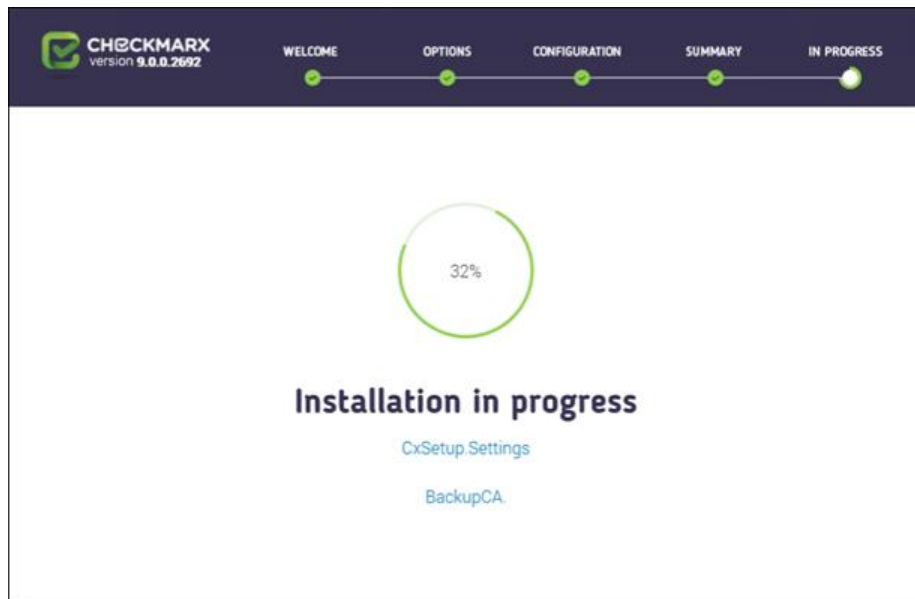 CHECKMARX
version 9.0.0.2692
WELCOME
OPTIONS
CONFIGURATION
SUMMARY
IN PROGRESS
32%
Installation in progress
CxSetup.Settings
BackupCA.